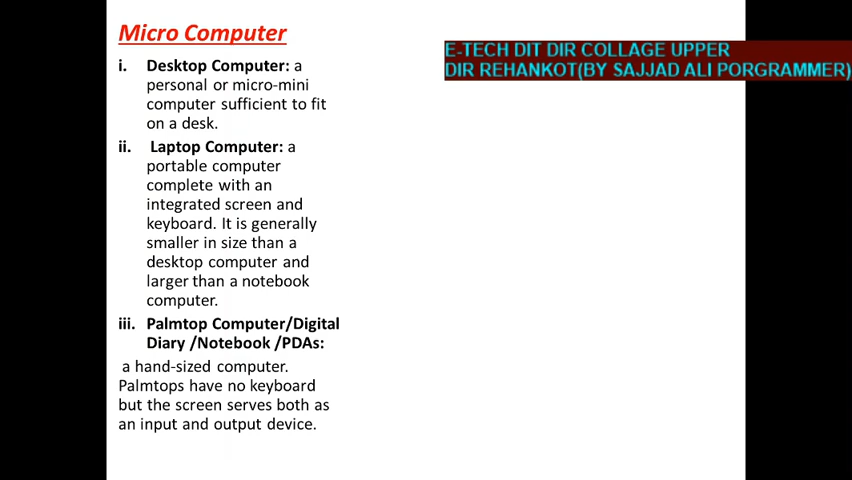 Micro Computer
i. Desktop Computer: a
personal or micro-mini
computer sufficient to fit
on a desk.
ii. Laptop Computer: a
portable computer
complete with an
integrated screen and
keyboard. It is generally
smaller in size than a
desktop computer and
larger than a notebook
computer.
iii. Palmtop Computer/Digital
Diary /Notebook /PDAs:
a hand-sized computer.
Palmtops have no keyboard
but the screen serves both as
an input and output device.
E-TECH DIT DIR COLLAGE UPPER
DIR REHANKOT(BY SAJJAD ALI PORGRAMMER)